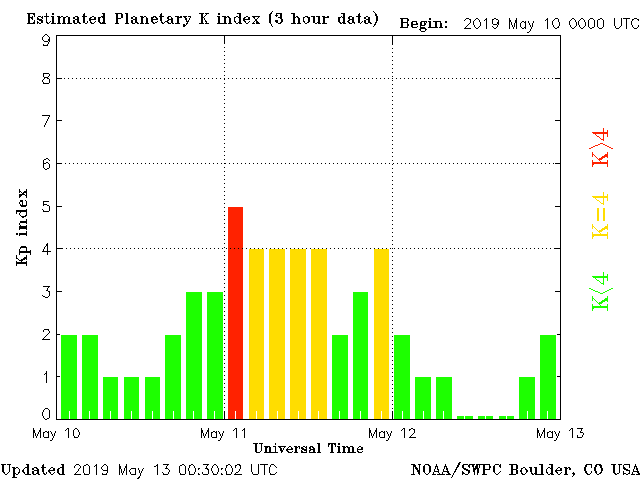 Estimated Planetary K index (3 hour data) Begin: 2019 May 10 0000 UTC
9
8
7
6
5
4
3
2
1
0
Kp index
K>4
K=4
K<4
May 10 May 11 May 12 May 13
Universal Time
Updated 2019 May 13 00:30:02 UTC NOAA/SWPC Boulder, CO USA